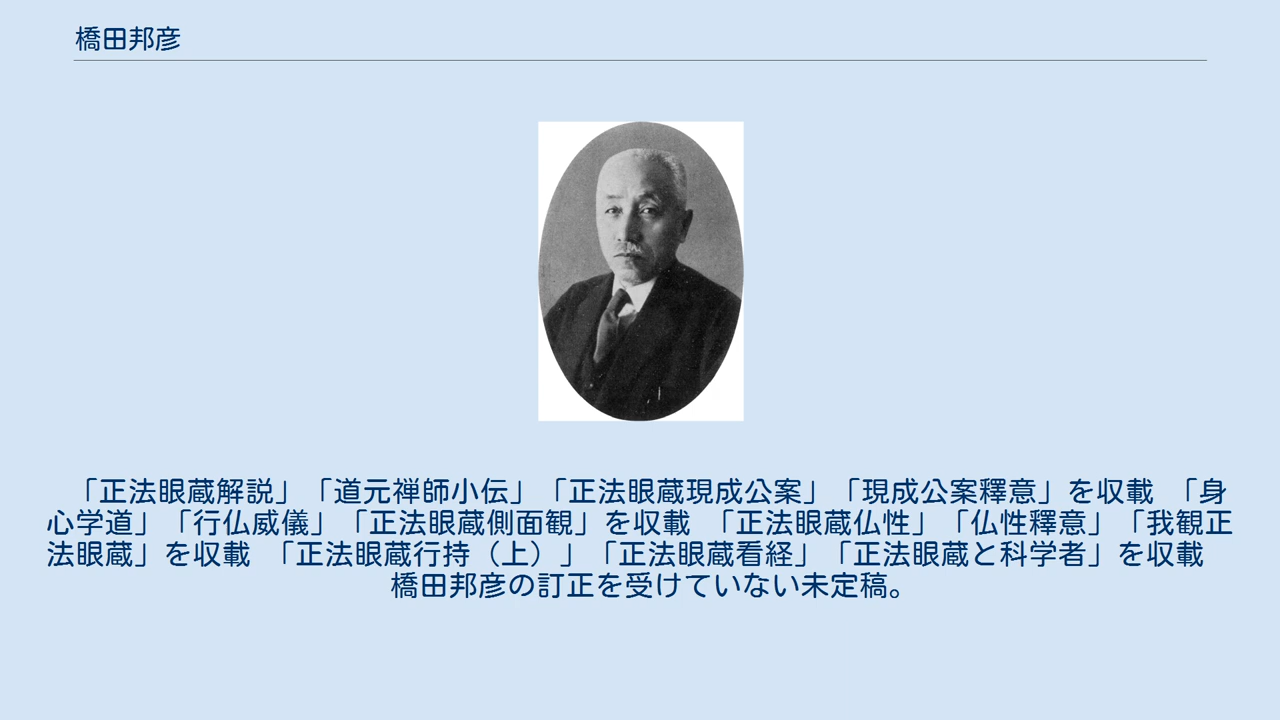 橋田邦彦
「正法眼蔵解説」「道元禅師小伝」「正法眼蔵現成公案」「現成公案釋意」を収載　「身
心学道」「行仏威儀」「正法眼蔵側面観」を収載　「正法眼蔵仏性」「仏性釋意」「我観正
法眼蔵」を収載　「正法眼蔵行持（上）」「正法眼蔵看経」「正法眼蔵と科学者」を収載
橋田邦彦の訂正を受けていない未定稿。